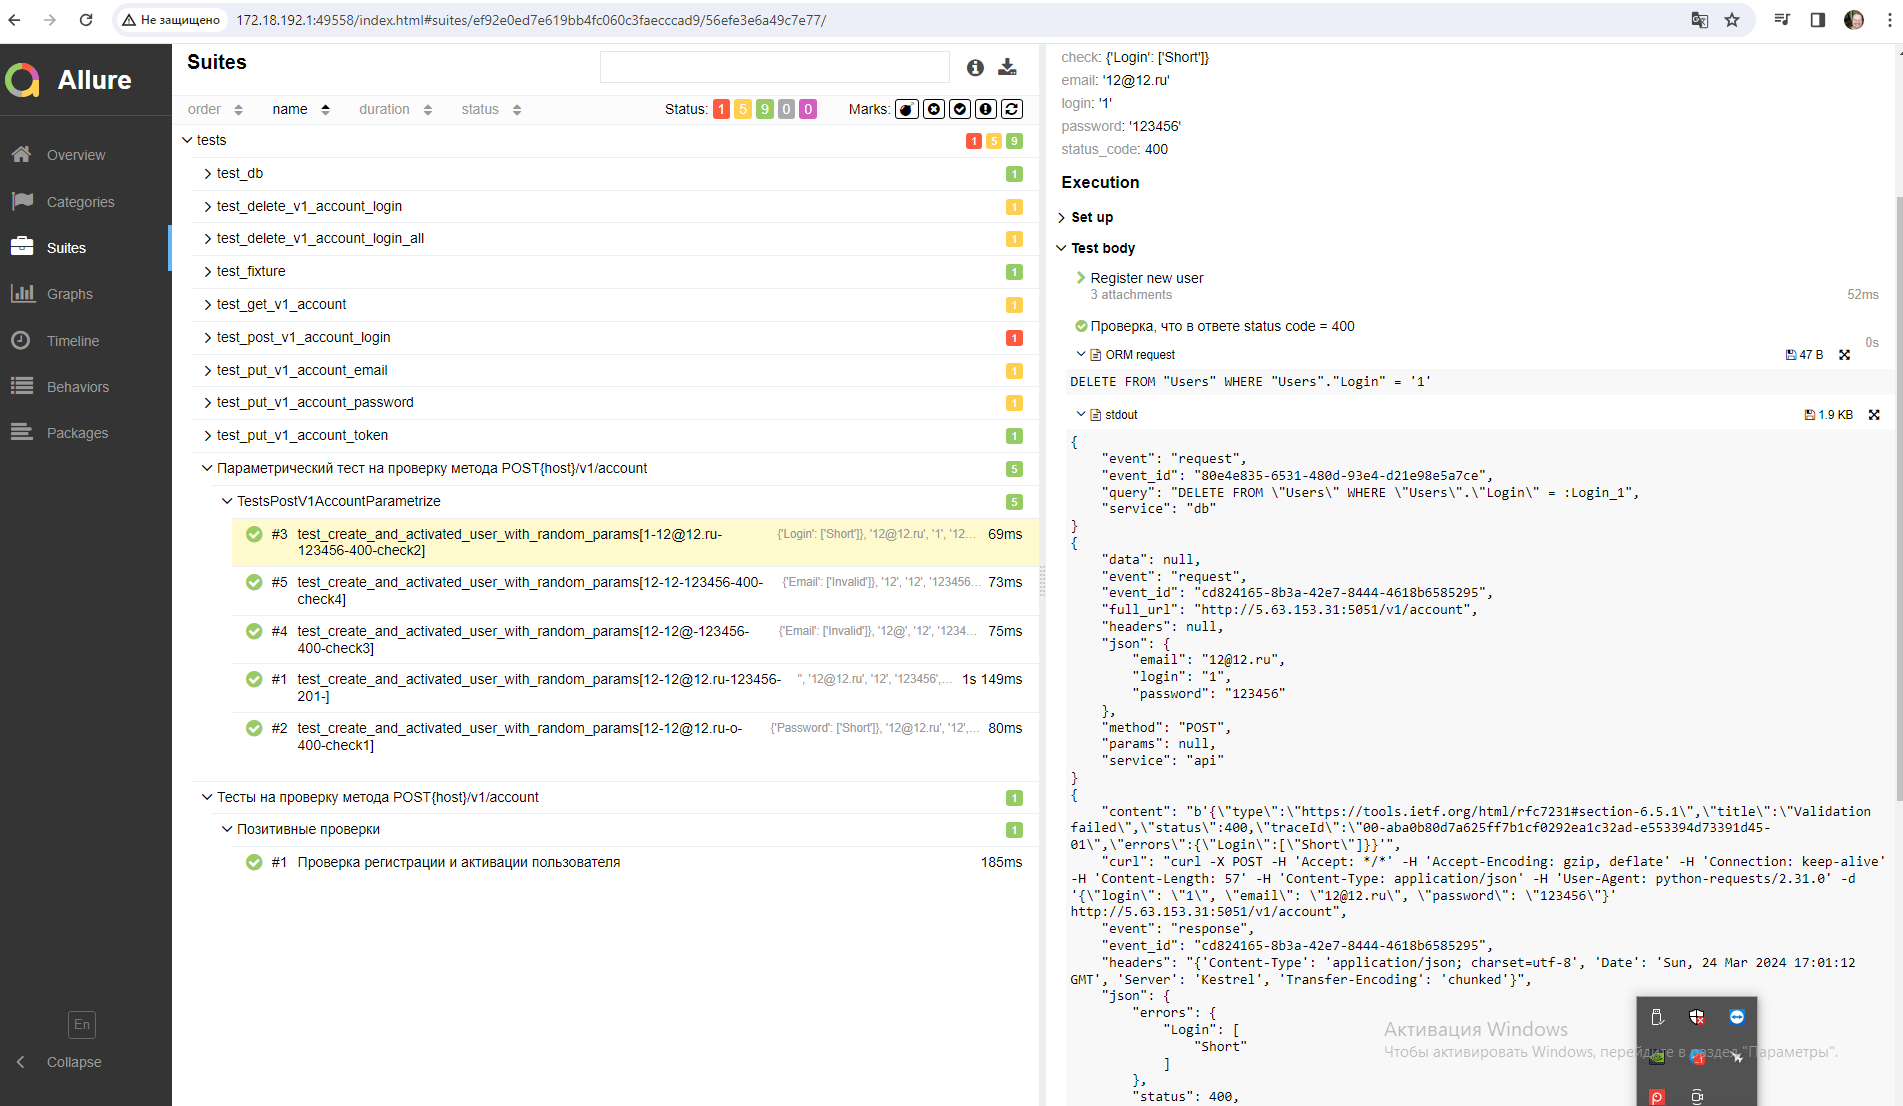 Не защищено
172.18.192.1:49558/index.html#suites/ef92e0ed7e619bb4fc060c3faecccad9/56efe3e6a49c7e77/
Allure
Overview
Categories
Suites
Graphs
Timeline
Behaviors
Packages
En
Collapse
Suites
order name duration status Status: 1 5 9 0 0 Marks:
tests 1 5 9
test_db 1
test_delete_v1_account_login 1
test_delete_v1_account_login_all 1
test_fixture 1
test_get_v1_account 1
test_post_v1_account_login 1
test_put_v1_account_email 1
test_put_v1_account_password 1
test_put_v1_account_token 1
Параметрический тест на проверку метода POST{host}/v1/account 5
TestsPostV1AccountParametrize 5
#3 test_create_and_activated_user_with_random_params[1-12@12.ru- {'Login': ['Short']}, '12@12.ru', '1', '12... 69ms
123456-400-check2]
#5 test_create_and_activated_user_with_random_params[12-12-123456-400- {'Email': ['Invalid']}, '12', '12', '123456... 73ms
check4]
#4 test_create_and_activated_user_with_random_params[12-12@-123456- {'Email': ['Invalid']}, '12@', '12', '1234... 75ms
400-check3]
#1 test_create_and_activated_user_with_random_params[12-12@12.ru-123456- '', '12@12.ru', '12', '123456',... 1s 149ms
201-]
#2 test_create_and_activated_user_with_random_params[12-12@12.ru-o- {'Password': ['Short']}, '12@12.ru', '12',... 80ms
400-check1]
Тесты на проверку метода POST{host}/v1/account 1
Позитивные проверки 1
#1 Проверка регистрации и активации пользователя 185ms
check: {'Login': ['Short']}
email: '12@12.ru'
login: '1'
password: '123456'
status_code: 400
Execution
Set up
Test body
Register new user
3 attachments 52ms
Проверка, что в ответе status code = 400
0s
ORM request 47 B
DELETE FROM "Users" WHERE "Users"."Login" = '1'
stdout 1.9 KB
{
"event": "request",
"event_id": "80e4e835-6531-480d-93e4-d21e98e5a7ce",
"query": "DELETE FROM \"Users\" WHERE \"Users\".\"Login\" = :Login_1",
"service": "db"
}
{
"data": null,
"event": "request",
"event_id": "cd824165-8b3a-42e7-8444-4618b6585295",
"full_url": "http://5.63.153.31:5051/v1/account",
"headers": null,
"json": {
"email": "12@12.ru",
"login": "1",
"password": "123456"
},
"method": "POST",
"params": null,
"service": "api"
}
{
"content": "b'{\"type\":\"https://tools.ietf.org/html/rfc7231#section-6.5.1\",\"title\":\"Validation
failed\",\"status\":400,\"traceId\":\"00-aba0b80d7a625ff7b1cf0292ea1c32ad-e553394d73391d45-
01\",\"errors\":{\"Login\":[\"Short\"]}}'",
"curl": "curl -X POST -H 'Accept: */*' -H 'Accept-Encoding: gzip, deflate' -H 'Connection: keep-alive'
-H 'Content-Length: 57' -H 'Content-Type: application/json' -H 'User-Agent: python-requests/2.31.0' -d
'{\"login\": \"1\", \"email\": \"12@12.ru\", \"password\": \"123456\"}'
http://5.63.153.31:5051/v1/account",
"event": "response",
"event_id": "cd824165-8b3a-42e7-8444-4618b6585295",
"headers": "{'Content-Type': 'application/json; charset=utf-8', 'Date': 'Sun, 24 Mar 2024 17:01:12
GMT', 'Server': 'Kestrel', 'Transfer-Encoding': 'chunked'}",
"json": {
"errors": {
"Login": [
"Short"
]
},
"status": 400,
Активация Windows
Чтобы активировать Windows, перейдите в раздел "Параметры".